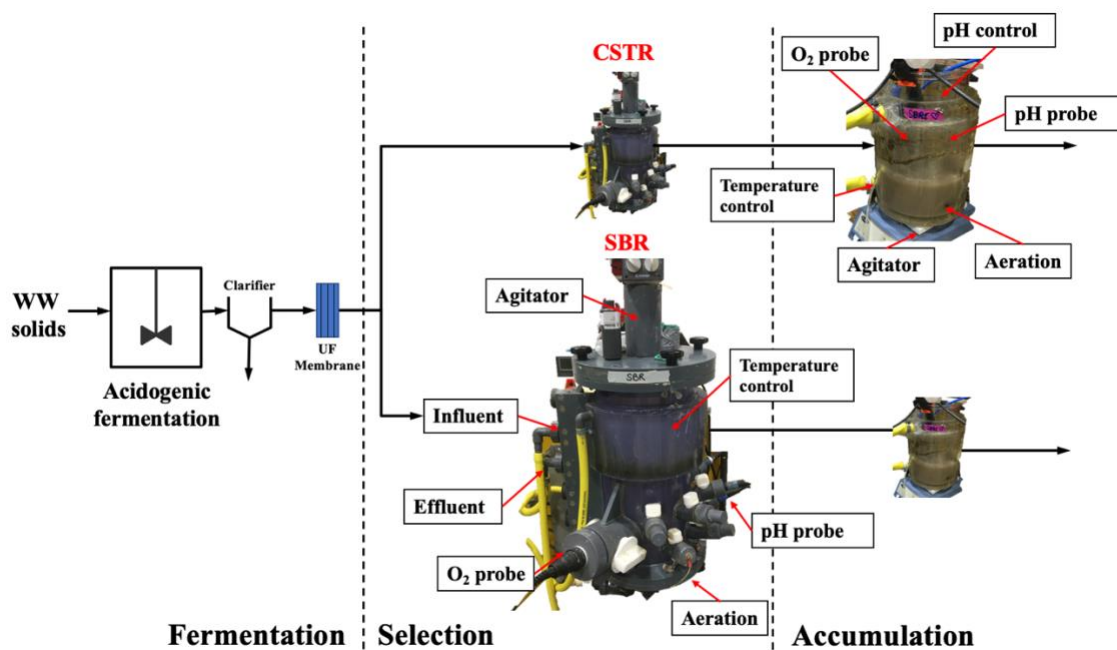 CSTR
pH control
O₂ probe
pH probe
Temperature
control
Agitator
Aeration
SBR
Agitator
SBR
Temperature
control
WW
solids
Clarifier
UF
Membrane
Acidogenic
fermentation
Influent
Effluent
O₂ probe
pH probe
Aeration
Fermentation
Selection
Accumulation